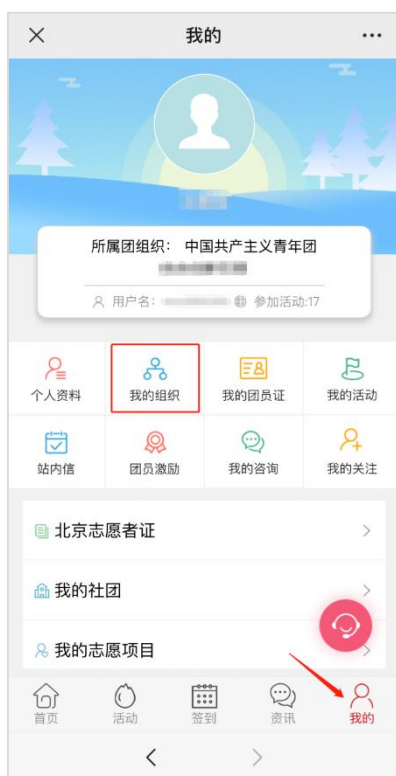 我的
所属团组织： 中国共产主义青年团
用户名： 参加活动:17
个人资料 我的组织 我的团员证 我的活动
站内信 团员激励 我的咨询 我的关注
北京志愿者证
我的社团
我的志愿项目
首页 活动 签到 资讯 我的